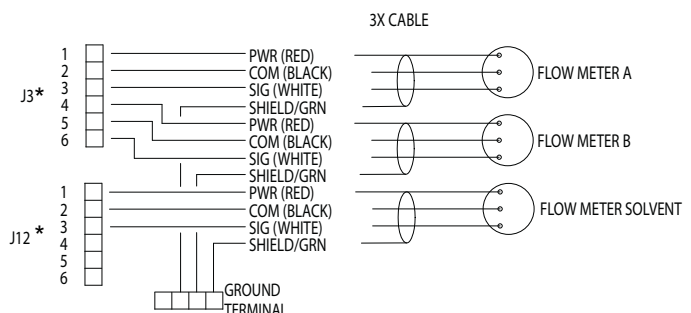 3X CABLE
1 PWR (RED)
2 COM (BLACK) FLOW METER A
J3* 3 SIG (WHITE)
4 SHIELD/GRN
5 PWR (RED)
6 COM (BLACK) FLOW METER B
SIG (WHITE)
SHIELD/GRN
1 PWR (RED)
2 COM (BLACK) FLOW METER SOLVENT
J12* 3 SIG (WHITE)
4 SHIELD/GRN
5
6
GROUND
TERMINAL